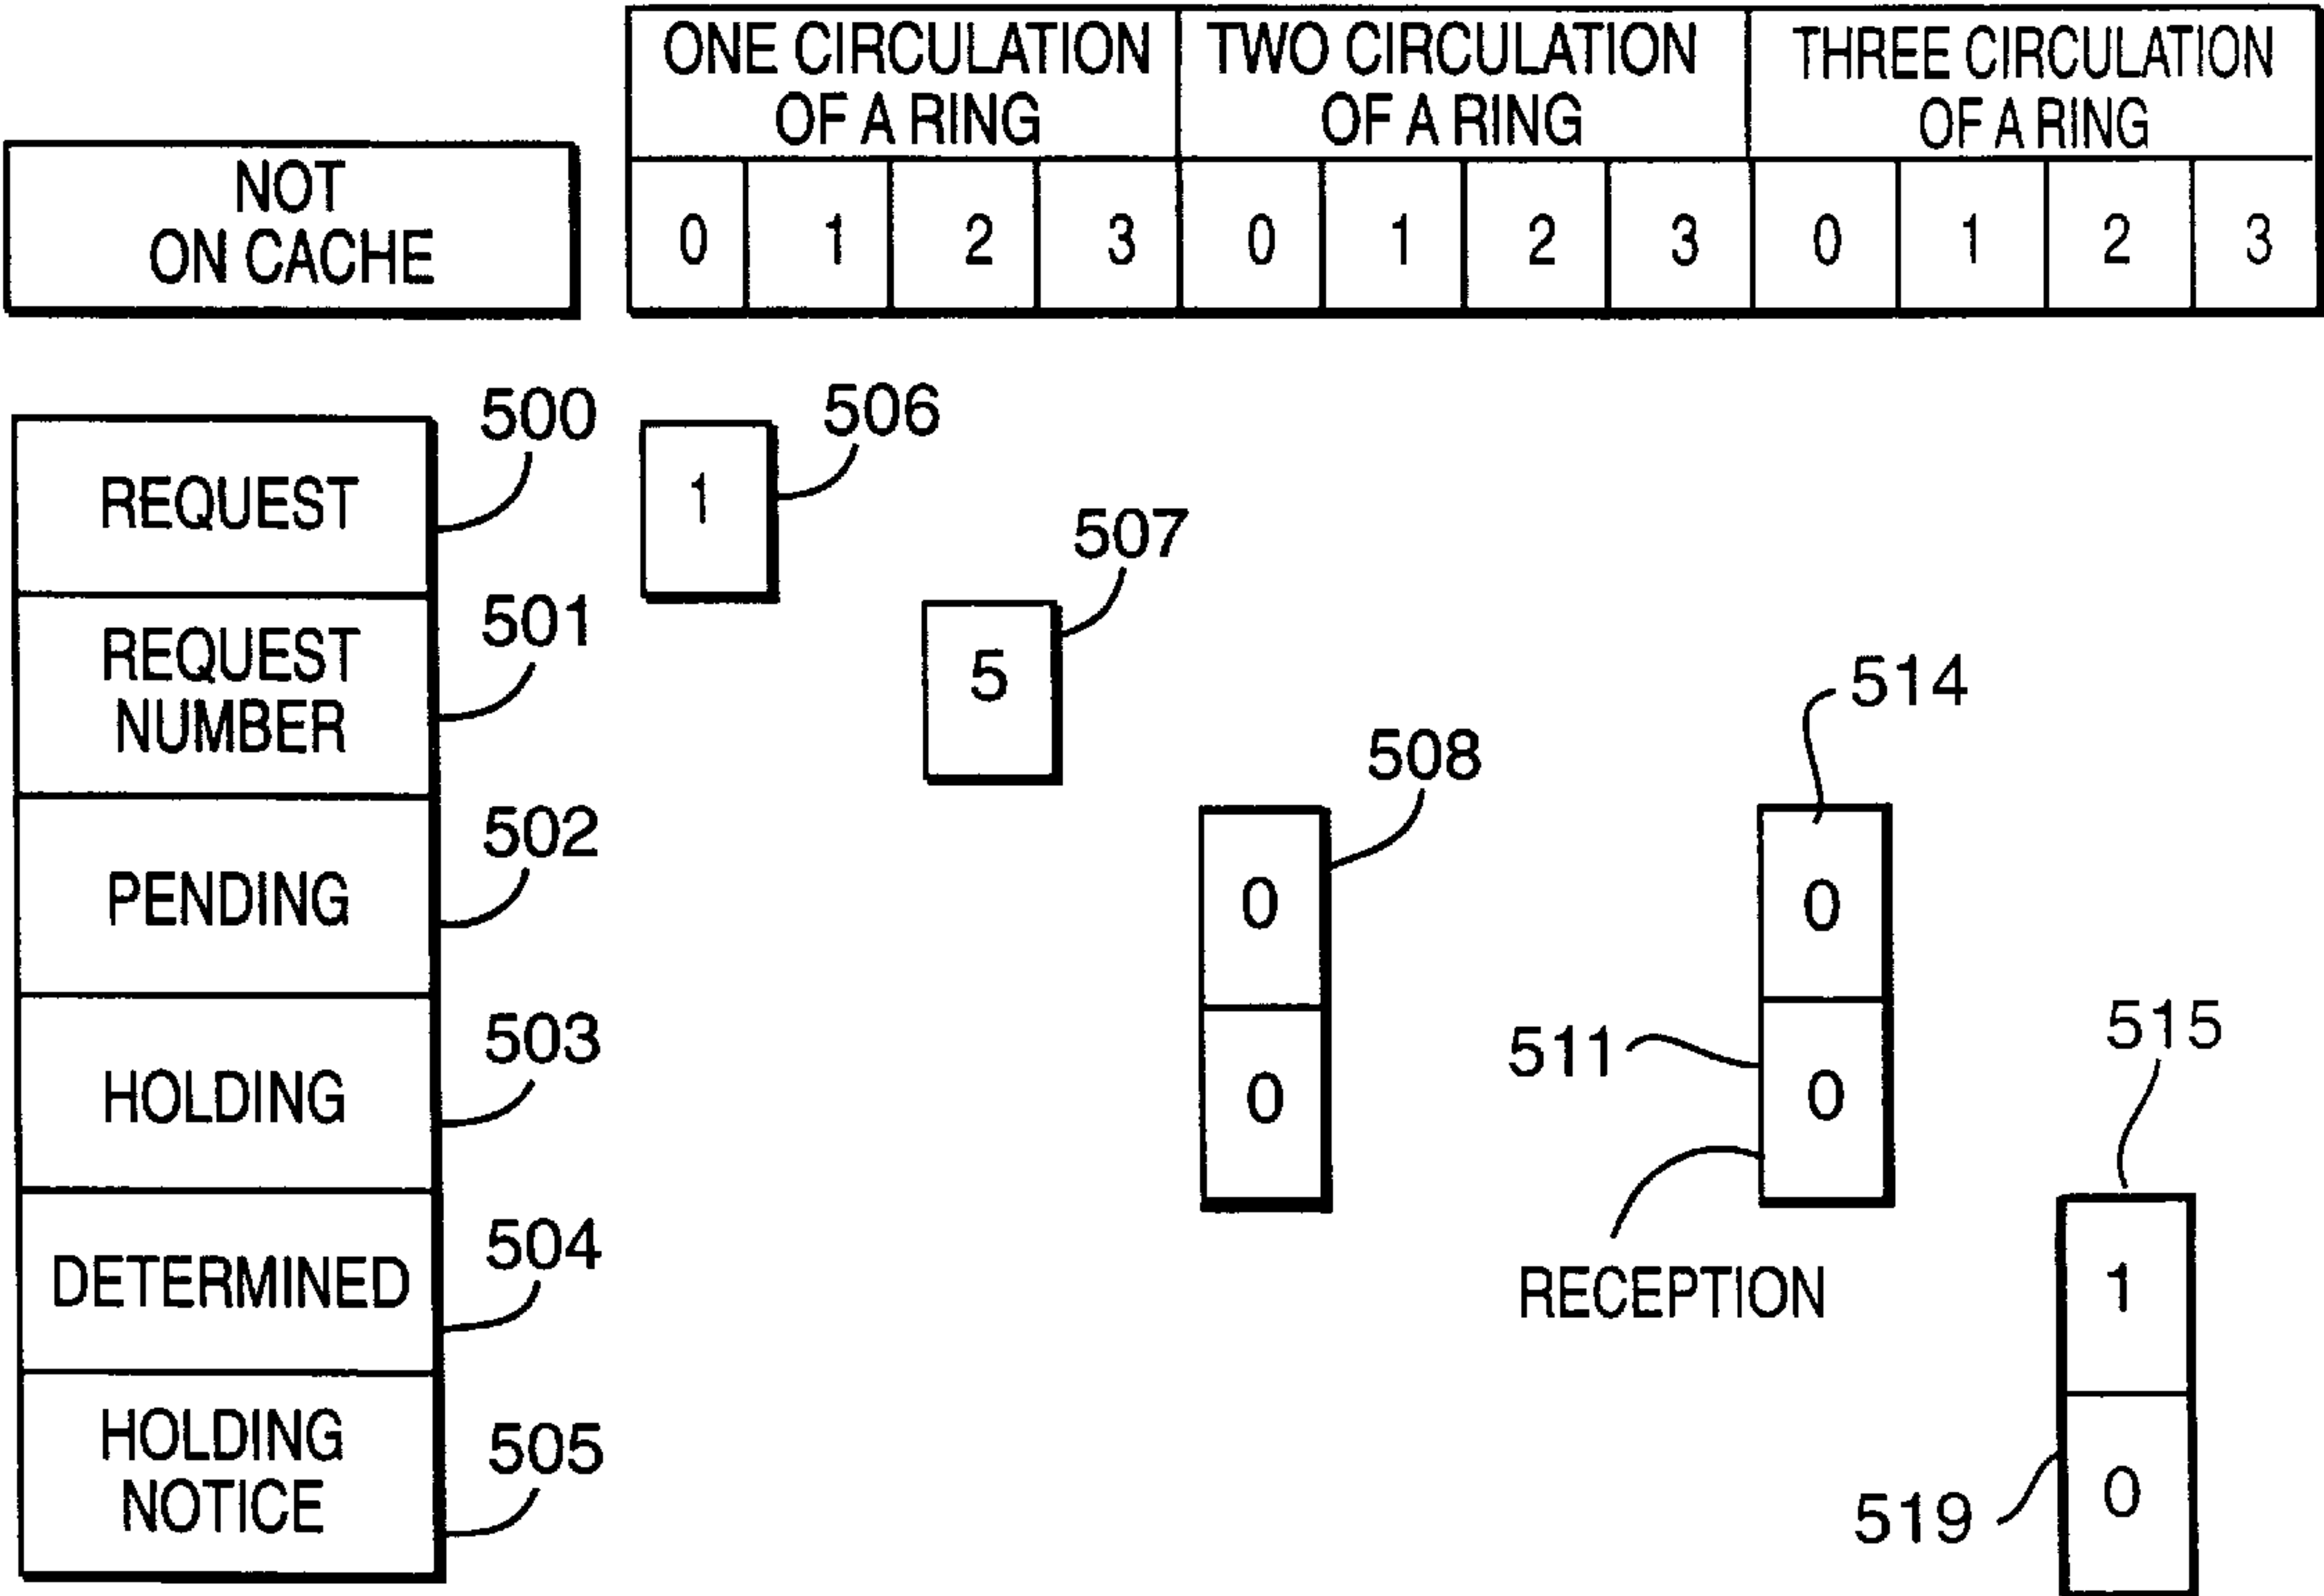 ONE CIRCULATION OF A RING
TWO CIRCULATION OF A RING
THREE CIRCULATION OF A RING
NOT
ON CACHE
0 1 2 3 0 1 2 3 0 1 2 3
REQUEST
500
1
506
REQUEST
NUMBER
501
5
507
PENDING
502
0
508
0
514
HOLDING
503
0
511
0
RECEPTION
DETERMINED
504
1
515
HOLDING
NOTICE
505
519
0